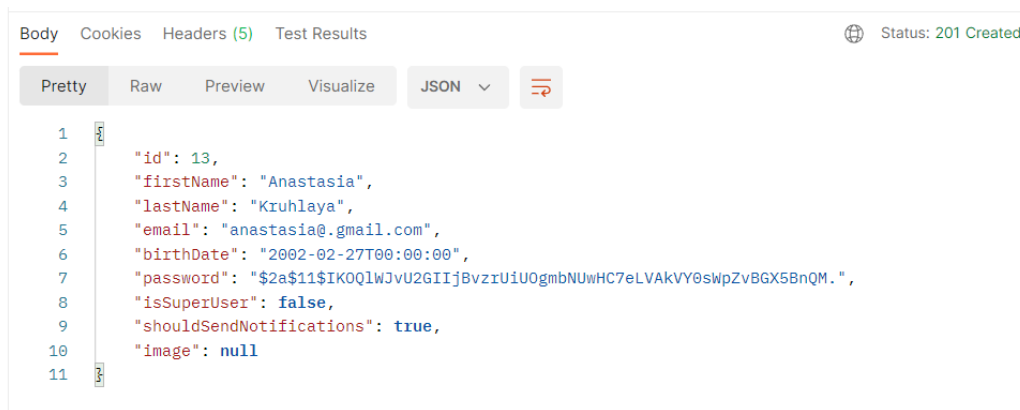 Body Cookies Headers (5) Test Results Status: 201 Created
Pretty Raw Preview Visualize JSON
1 {
2 "id": 13,
3 "firstName": "Anastasia",
4 "lastName": "Kruhlaya",
5 "email": "anastasia@.gmail.com",
6 "birthDate": "2002-02-27T00:00:00",
7 "password": "$2a$11$IKOQlWJvU2GIIjBvzrUiUOgmbNUwHC7eLVAkVY0sWpZvBGX5BnQM.",
8 "isSuperUser": false,
9 "shouldSendNotifications": true,
10 "image": null
11 }